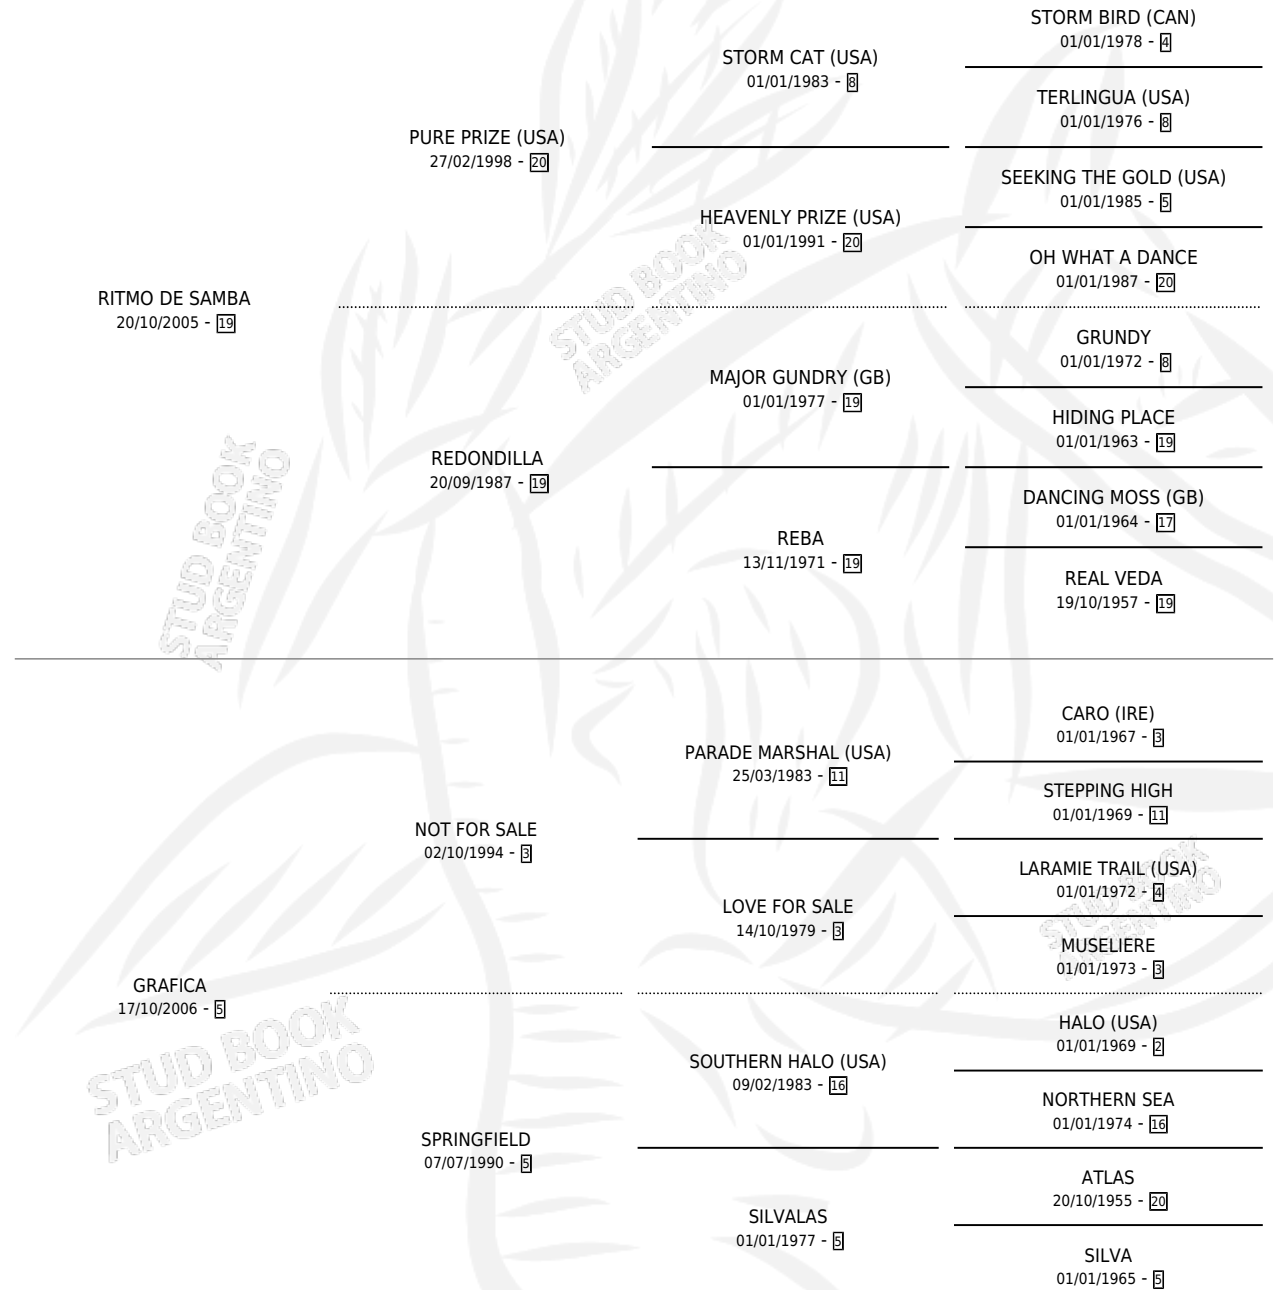 STORM BIRD (CAN)
01/01/1978 - 4
STORM CAT (USA)
01/01/1983 - 8
TERLINGUA (USA)
01/01/1976 - 8
PURE PRIZE (USA)
27/02/1998 - 20
SEEKING THE GOLD (USA)
01/01/1985 - 5
HEAVENLY PRIZE (USA)
01/01/1991 - 20
OH WHAT A DANCE
01/01/1987 - 20
RITMO DE SAMBA
20/10/2005 - 19
GRUNDY
01/01/1972 - 8
MAJOR GUNDRY (GB)
01/01/1977 - 19
HIDING PLACE
01/01/1963 - 19
REDONDILLA
20/09/1987 - 19
DANCING MOSS (GB)
01/01/1964 - 17
REBA
13/11/1971 - 19
REAL VEDA
19/10/1957 - 19
STUD BOOK
ARGENTINO
STUD BOOK
ARGENTINO
CARO (IRE)
01/01/1967 - 3
PARADE MARSHAL (USA)
25/03/1983 - 11
STEPPING HIGH
01/01/1969 - 11
NOT FOR SALE
02/10/1994 - 3
LARAMIE TRAIL (USA)
01/01/1972 - 4
LOVE FOR SALE
14/10/1979 - 3
MUSELIERE
01/01/1973 - 3
GRAFICA
17/10/2006 - 5
HALO (USA)
01/01/1969 - 2
SOUTHERN HALO (USA)
09/02/1983 - 16
NORTHERN SEA
01/01/1974 - 16
SPRINGFIELD
07/07/1990 - 5
ATLAS
20/10/1955 - 20
SILVALAS
01/01/1977 - 5
SILVA
01/01/1965 - 5
STUD BOOK
ARGENTINO
STUD BOOK
ARGENTINO